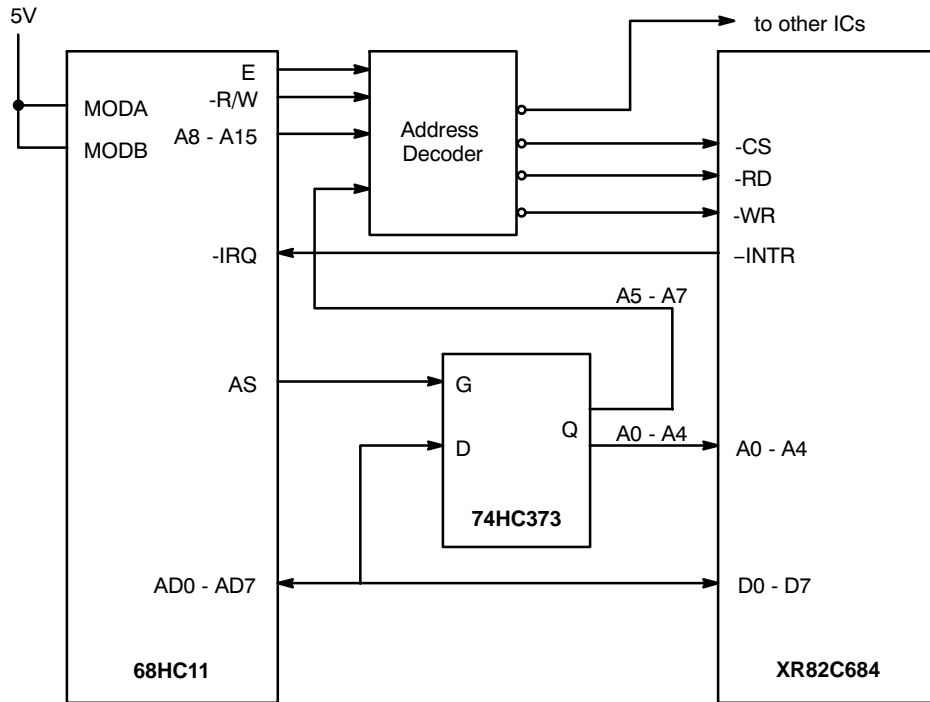 5V
to other ICs
MODA
MODB
E
-R/W
A8 - A15
Address
Decoder
-CS
-RD
-WR
-IRQ
–INTR
A5 - A7
AS
G
D
Q
A0 - A4
A0 - A4
74HC373
AD0 - AD7
D0 - D7
68HC11
XR82C684